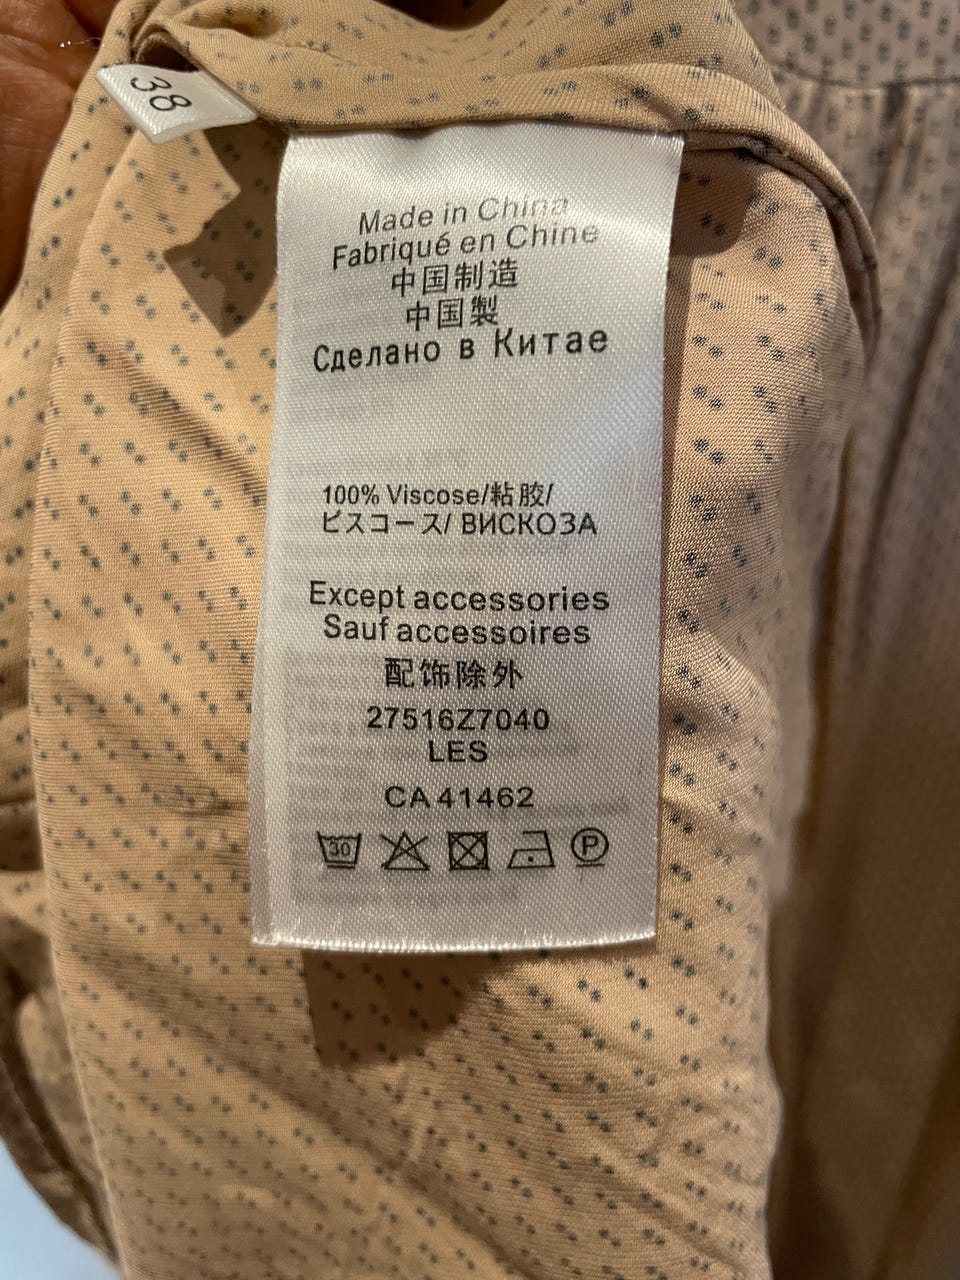 38
Made in China
Fabriqué en Chine
中国制造
中国製
Сделано в Китае
100% Viscose/粘胶/
ビスコース/ ВИСКОЗА
Except accessories
Sauf accessoires
配饰除外
27516Z7040
LES
CA 41462
30 P